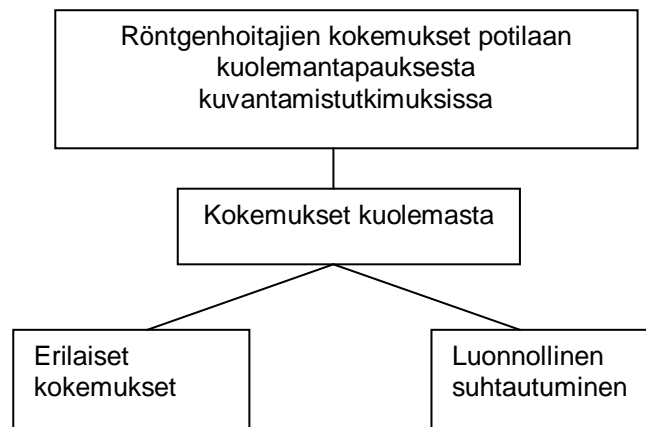 Röntgenhoitajien kokemukset potilaan
kuolemantapauksesta
kuvantamistutkimuksissa
Kokemukset kuolemasta
Erilaiset
kokemukset
Luonnollinen
suhtautuminen